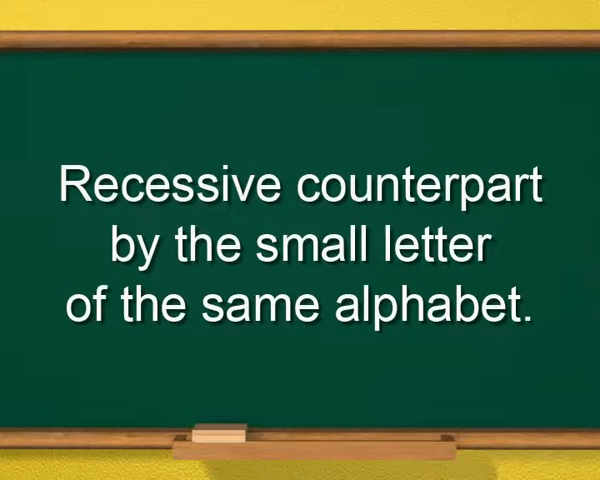 Recessive counterpart
by the small letter
of the same alphabet.